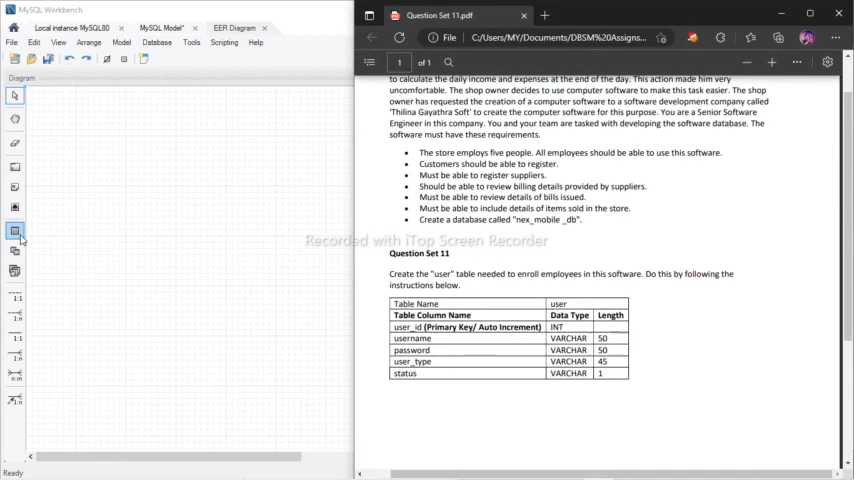 MySQL Workbench
Local instance MySQL80
MySQL Model*
EER Diagram
File Edit View Arrange Model Database Tools Scripting Help
Diagram
1:1
1:n
1:1
1:n
n:m
1:n
Ready
Question Set 11.pdf
File
C:/Users/MY/Documents/DBSM%20Assigns...
1 of 1
to calculate the daily income and expenses at the end of the day. This action made him very
uncomfortable. The shop owner decides to use computer software to make this task easier. The shop
owner has requested the creation of a computer software to a software development company called
'Thilina Gayathra Soft' to create the computer software for this purpose. You are a Senior Software
Engineer in this company. You and your team are tasked with developing the software database. The
software must have these requirements.
• The store employs five people. All employees should be able to use this software.
• Customers should be able to register.
• Must be able to register suppliers.
• Should be able to review billing details provided by suppliers.
• Must be able to review details of bills issued.
• Must be able to include details of items sold in the store.
• Create a database called "nex_mobile _db".
Recorded with iTop Screen Recorder
Question Set 11
Create the "user" table needed to enroll employees in this software. Do this by following the
instructions below.
Table Name user
Table Column Name Data Type Length
user_id (Primary Key/ Auto Increment) INT
username VARCHAR 50
password VARCHAR 50
user_type VARCHAR 45
status VARCHAR 1